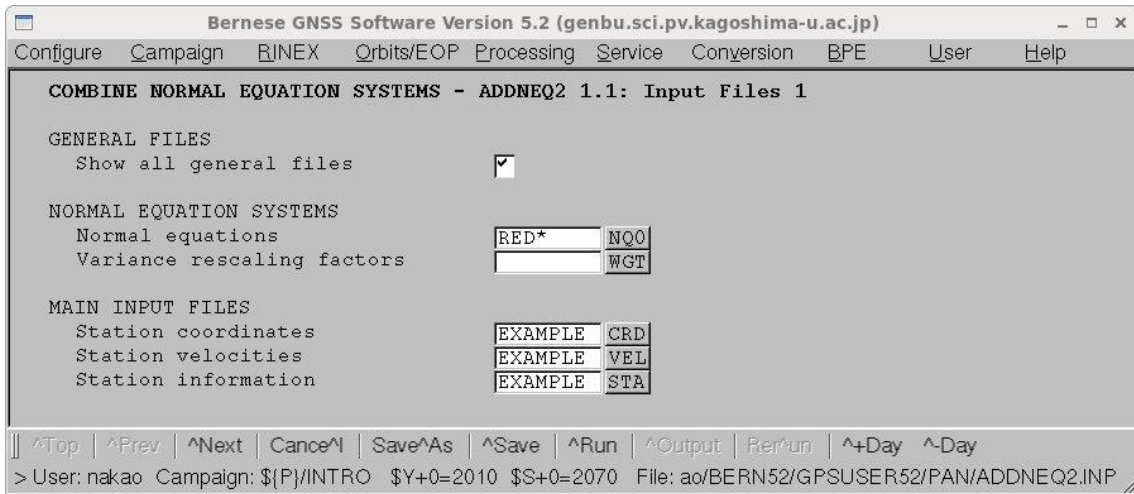 Bernese GNSS Software Version 5.2 (genbu.sci.pv.kagoshima-u.ac.jp)
Configure Campaign RINEX Orbits/EOP Processing Service Conversion BPE User Help
COMBINE NORMAL EQUATION SYSTEMS - ADDNEQ2 1.1: Input Files 1
GENERAL FILES
Show all general files
NORMAL EQUATION SYSTEMS
Normal equations RED* NQ0
Variance rescaling factors WGT
MAIN INPUT FILES
Station coordinates EXAMPLE CRD
Station velocities EXAMPLE VEL
Station information EXAMPLE STA
^Top | ^Prev | ^Next | Cance^l | Save^As | ^Save | ^Run | ^Output | Rer^un | ^+Day ^-Day
> User: nakao Campaign: ${P}/INTRO $Y+0=2010 $S+0=2070 File: ao/BERN52/GPSUSER52/PAN/ADDNEQ2.INP